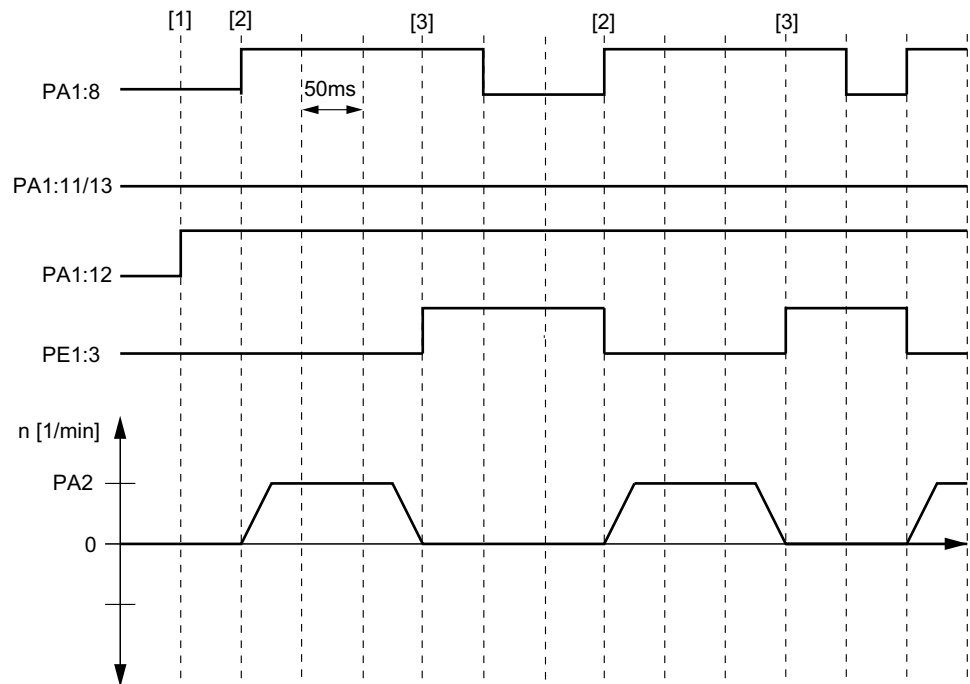 [1] [2] [3] [2] [3]
PA1:8
50ms
PA1:11/13
PA1:12
PE1:3
n [1/min]
PA2
0